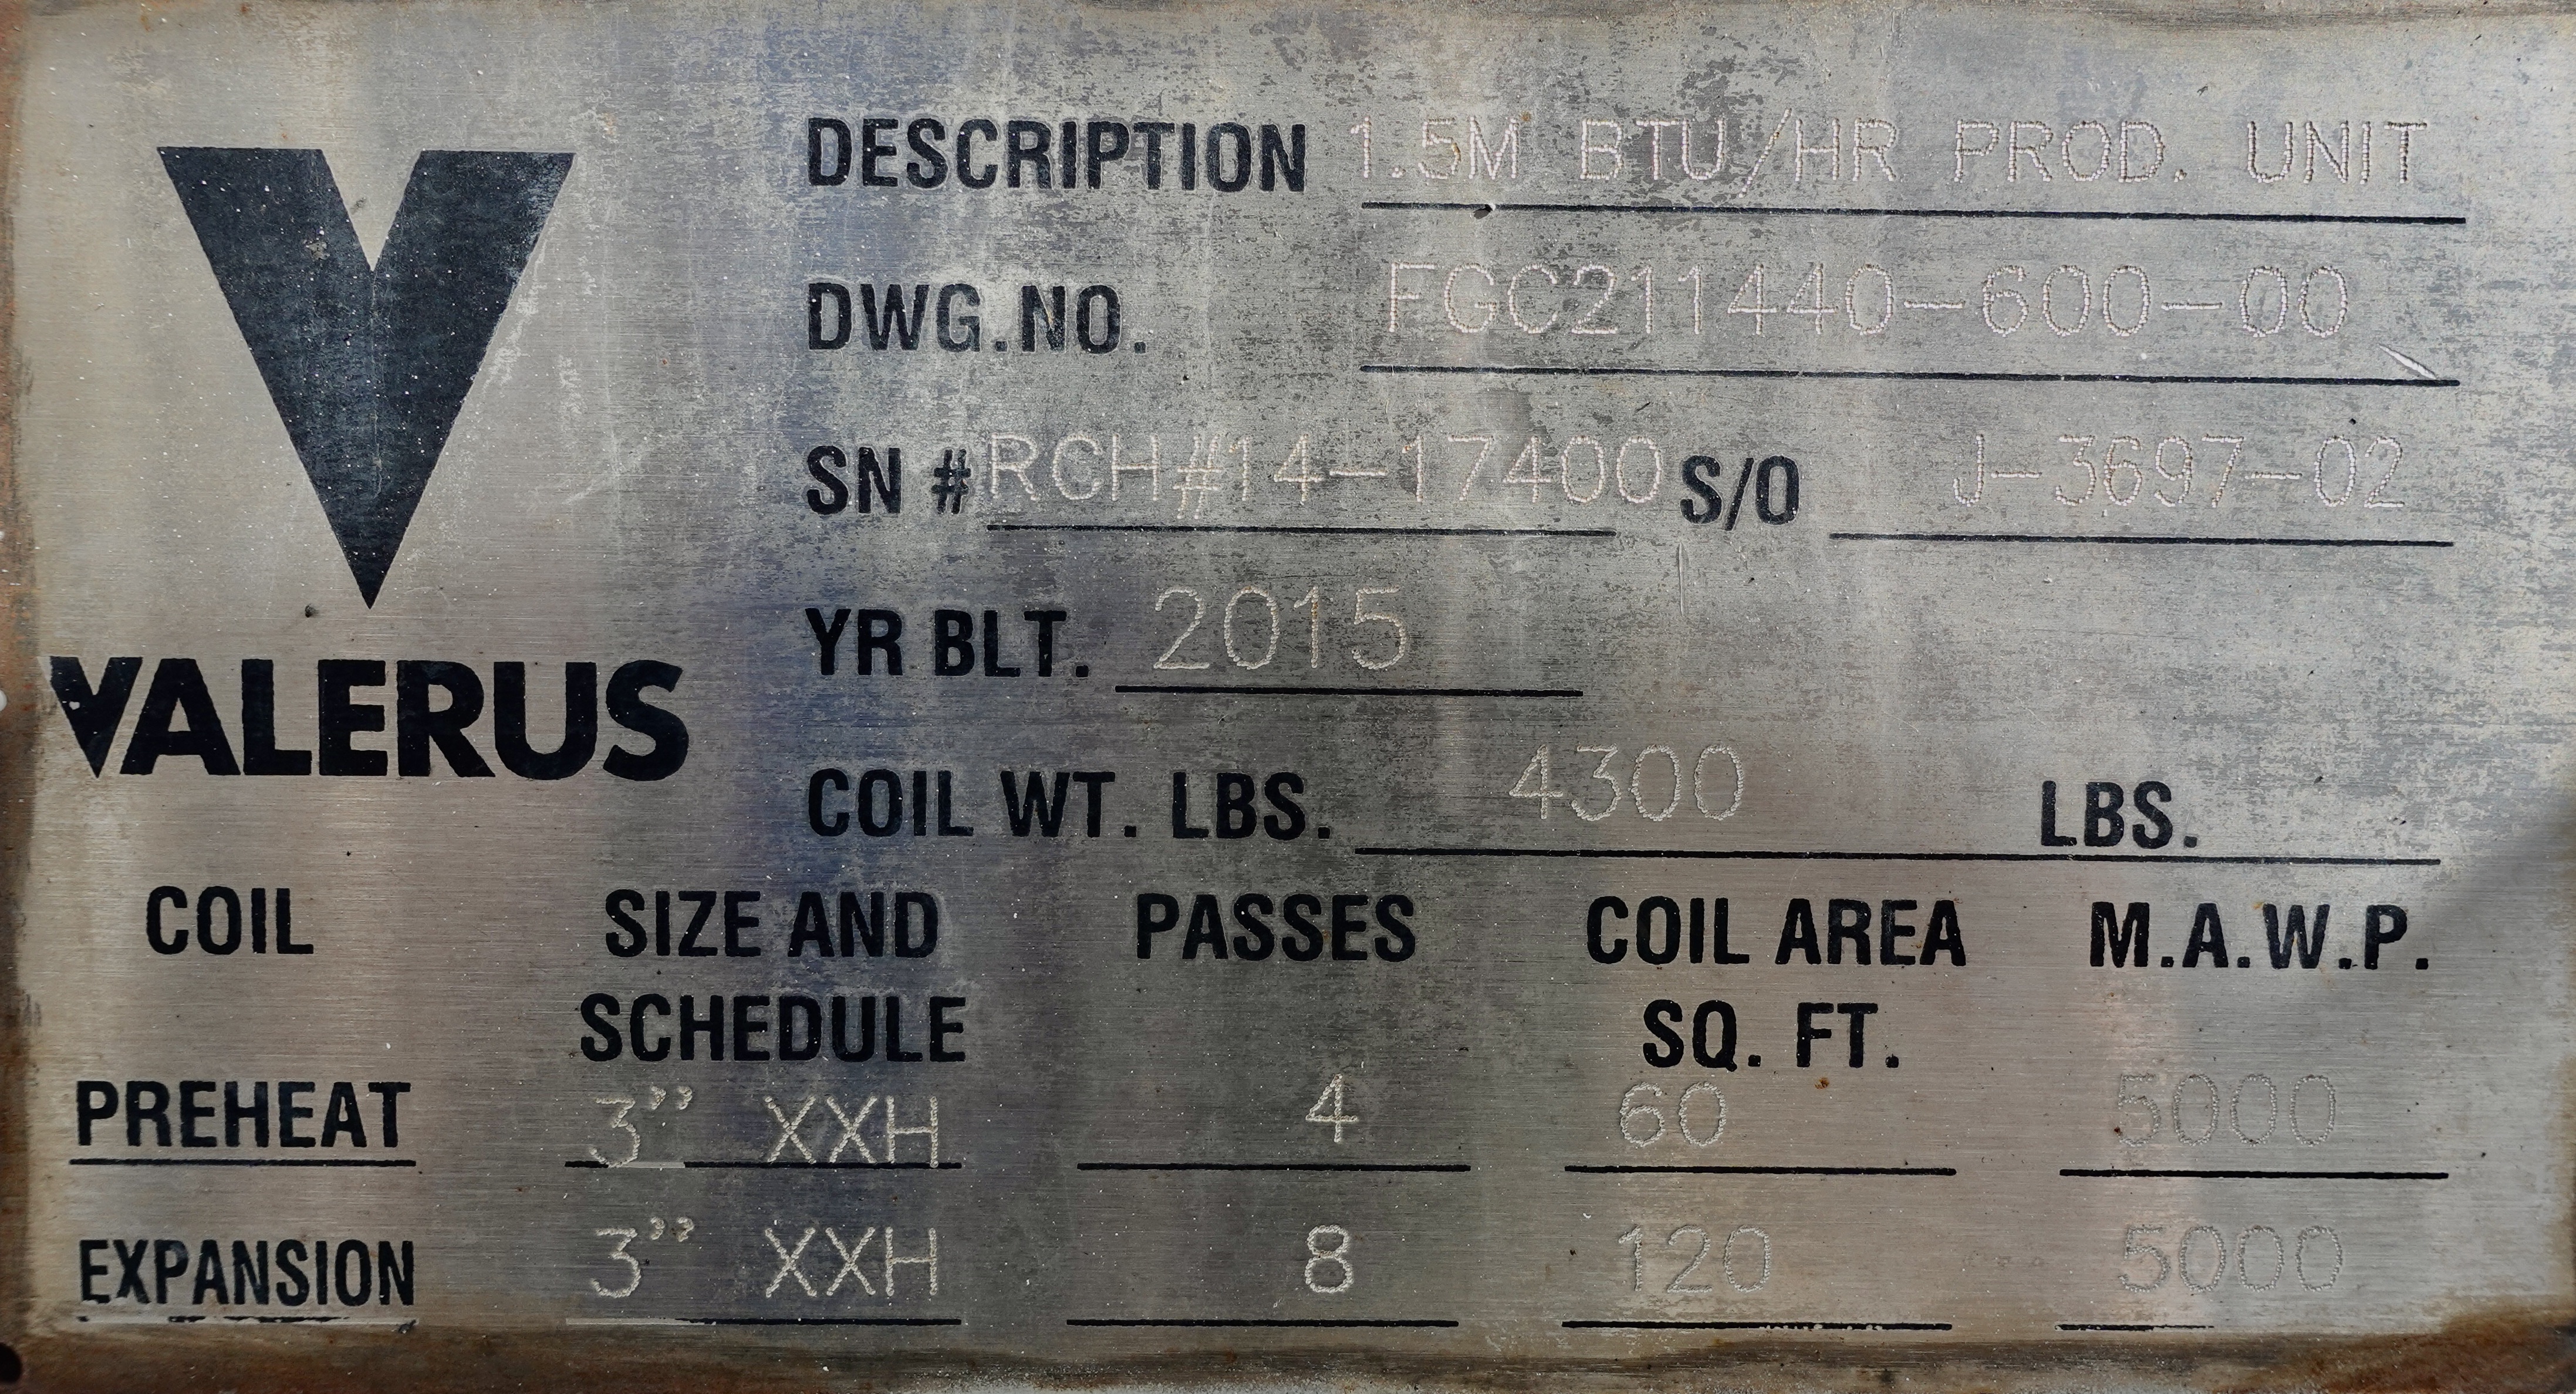 DESCRIPTION 1.5M BTU/HR PROD. UNIT
DWG.NO. FGC211440-600-00
SN # RCH#14-17400 S/O J-3697-02
YR BLT. 2015
VALERUS
COIL WT. LBS. 4300 LBS.
COIL SIZE AND SCHEDULE PASSES COIL AREA SQ. FT. M.A.W.P.
PREHEAT 3" XXH 4 60 5000
EXPANSION 3" XXH 8 120 5000